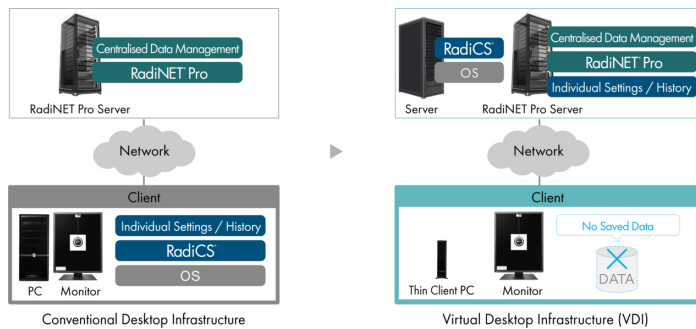 Centralised Data Management
RadiNET® Pro
RadiNET Pro Server
Network
Client
Individual Settings / History
RadiCS®
OS
PC
Monitor
Conventional Desktop Infrastructure
RadiCS®
OS
Centralised Data Management
RadiNET® Pro
Individual Settings / History
Server
RadiNET Pro Server
Network
Client
No Saved Data
DATA
Thin Client PC
Monitor
Virtual Desktop Infrastructure (VDI)